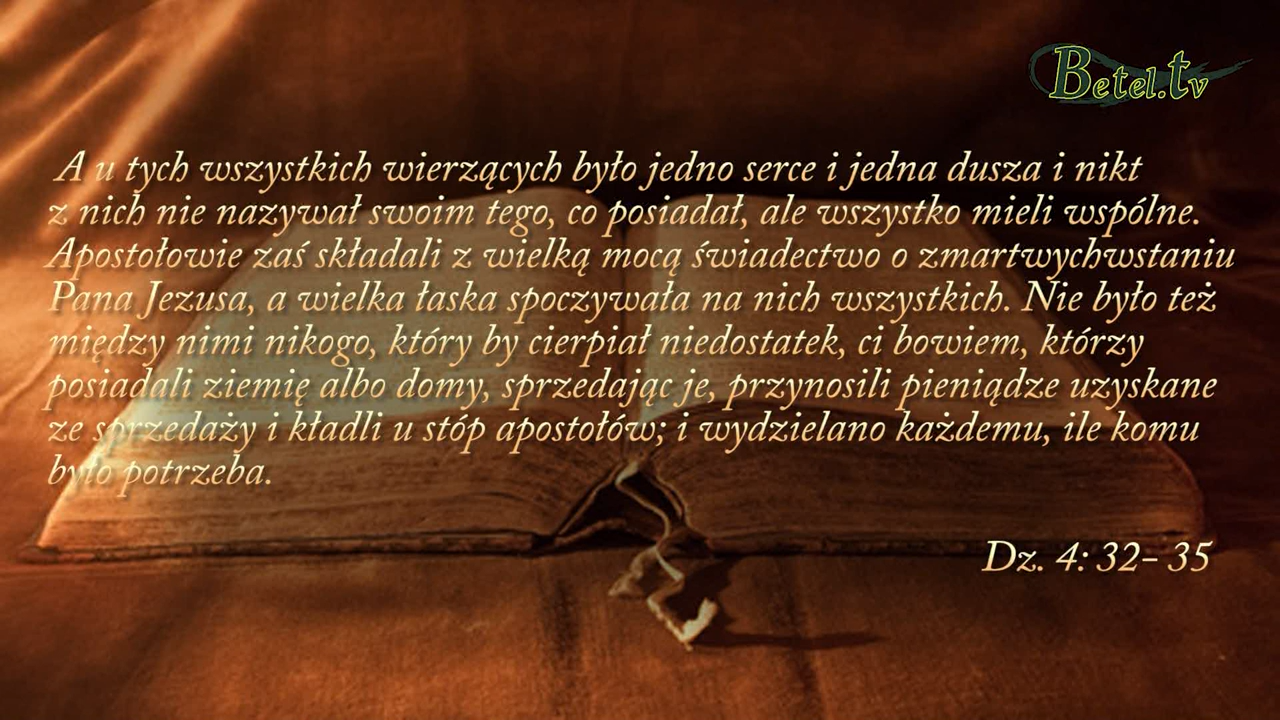 Betel.tv
A u tych wszystkich wierzących było jedno serce i jedna dusza i nikt
z nich nie nazywał swoim tego, co posiadał, ale wszystko mieli wspólne.
Apostołowie zaś składali z wielką mocą świadectwo o zmartwychwstaniu
Pana Jezusa, a wielka łaska spoczywała na nich wszystkich. Nie było też
między nimi nikogo, który by cierpiał niedostatek, ci bowiem, którzy
posiadali ziemię albo domy, sprzedając je, przynosili pieniądze uzyskane
ze sprzedaży i kładli u stóp apostołów; i wydzielano każdemu, ile komu
było potrzeba.
Dz. 4: 32- 35